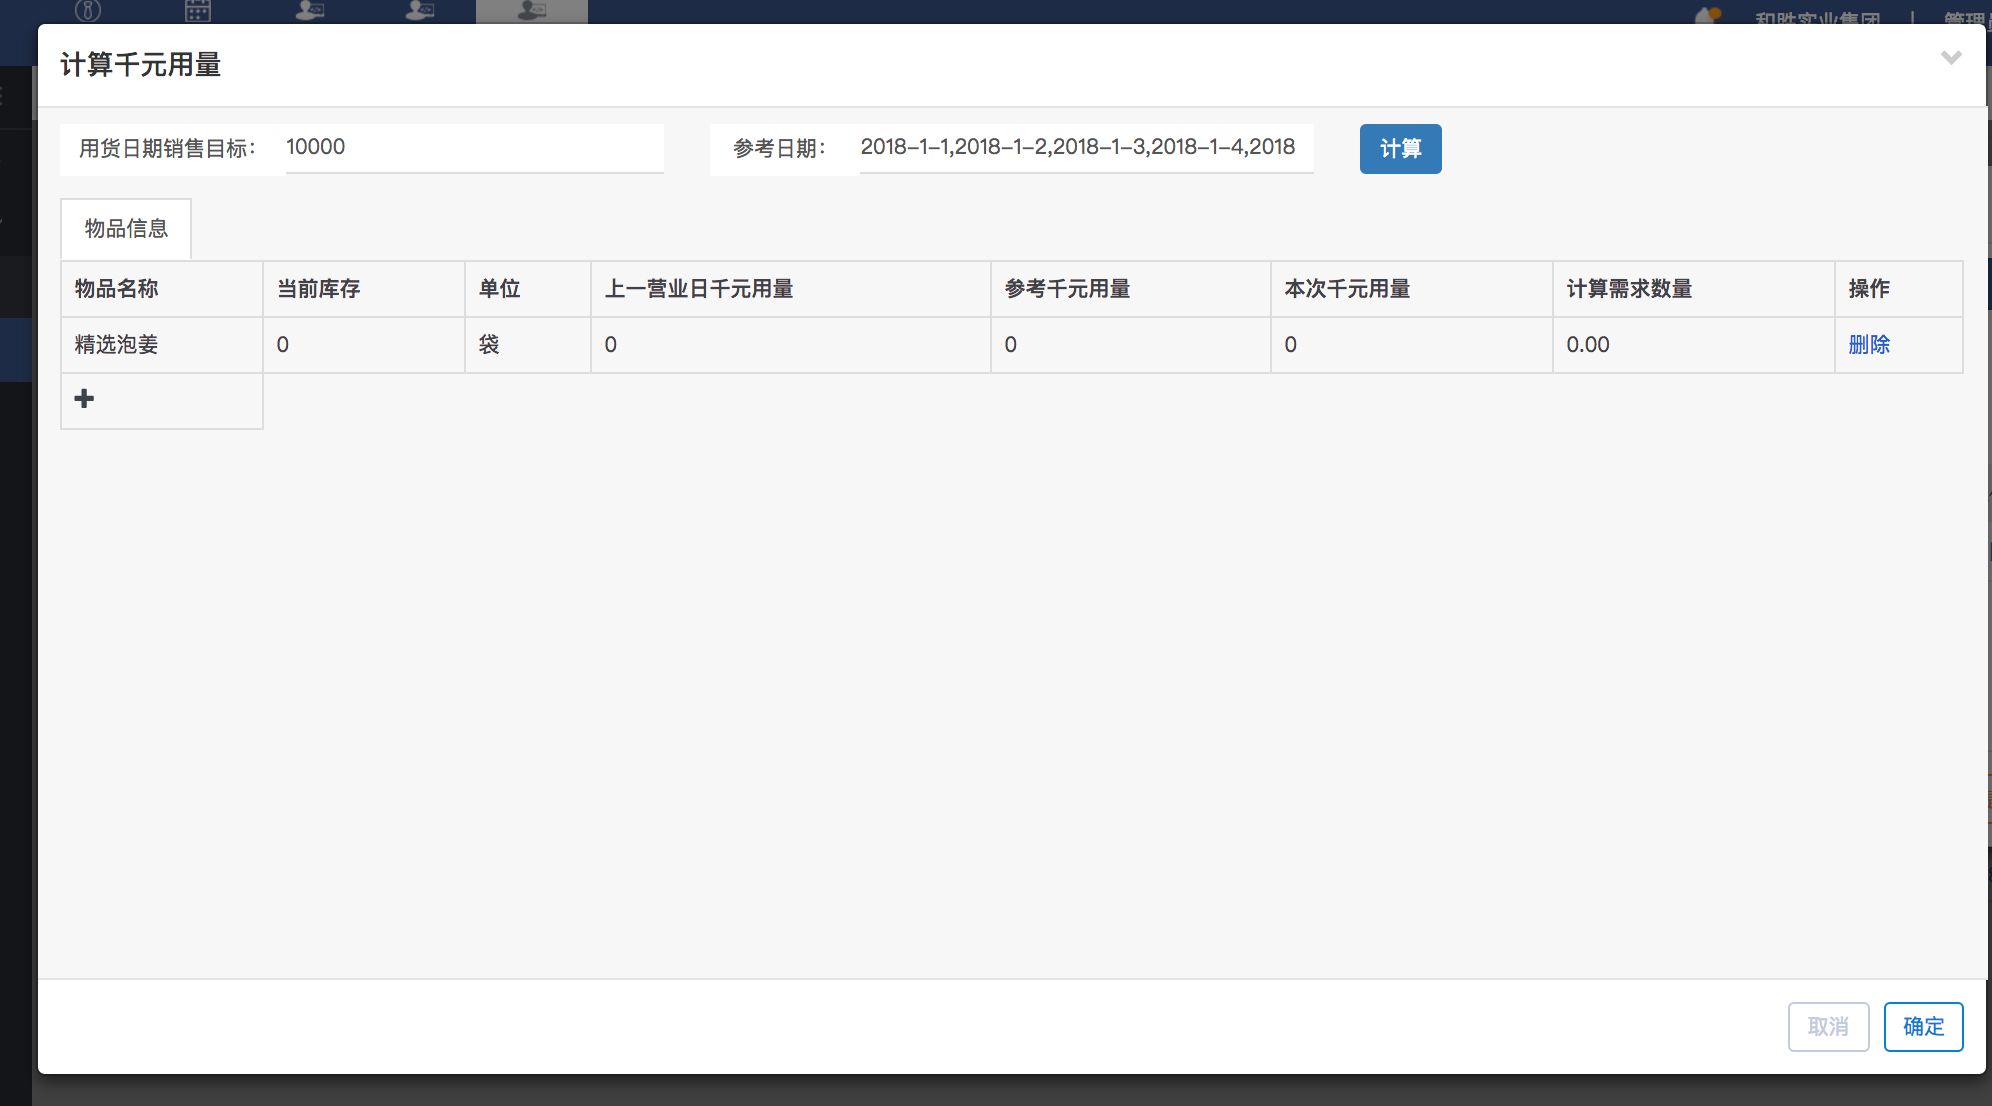 和胜实业集团 | 管理员
计算千元用量
用货日期销售目标： 10000 参考日期： 2018-1-1,2018-1-2,2018-1-3,2018-1-4,2018 计算
物品信息
物品名称 当前库存 单位 上一营业日千元用量 参考千元用量 本次千元用量 计算需求数量 操作
精选泡姜 0 袋 0 0 0 0.00 删除
取消 确定